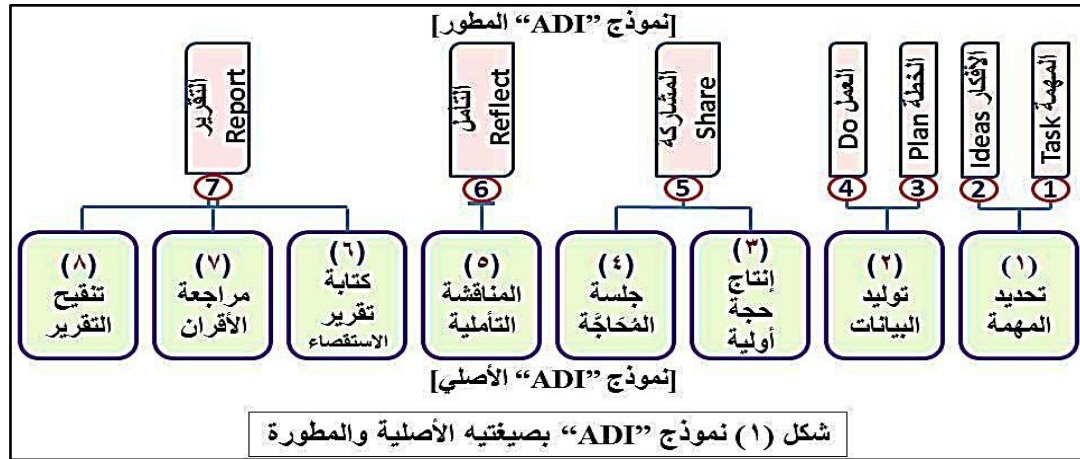 [نموذج "ADI" المطور]
المهمة Task
الأفكار Ideas
الخطة Plan
العمل Do
المشاركة Share
التأمل Reflect
التقرير Report
1
2
3
4
5
6
7
(١) تحديد المهمة
(٢) توليد البيانات
(٣) إنتاج حجة أولية
(٤) جلسة المُحَاجَّة
(٥) المناقشة التأملية
(٦) كتابة تقرير الاستقصاء
(٧) مراجعة الأقران
(٨) تنقيح التقرير
[نموذج "ADI" الأصلي]
شكل (١) نموذج "ADI" بصيغتيه الأصلية والمطورة